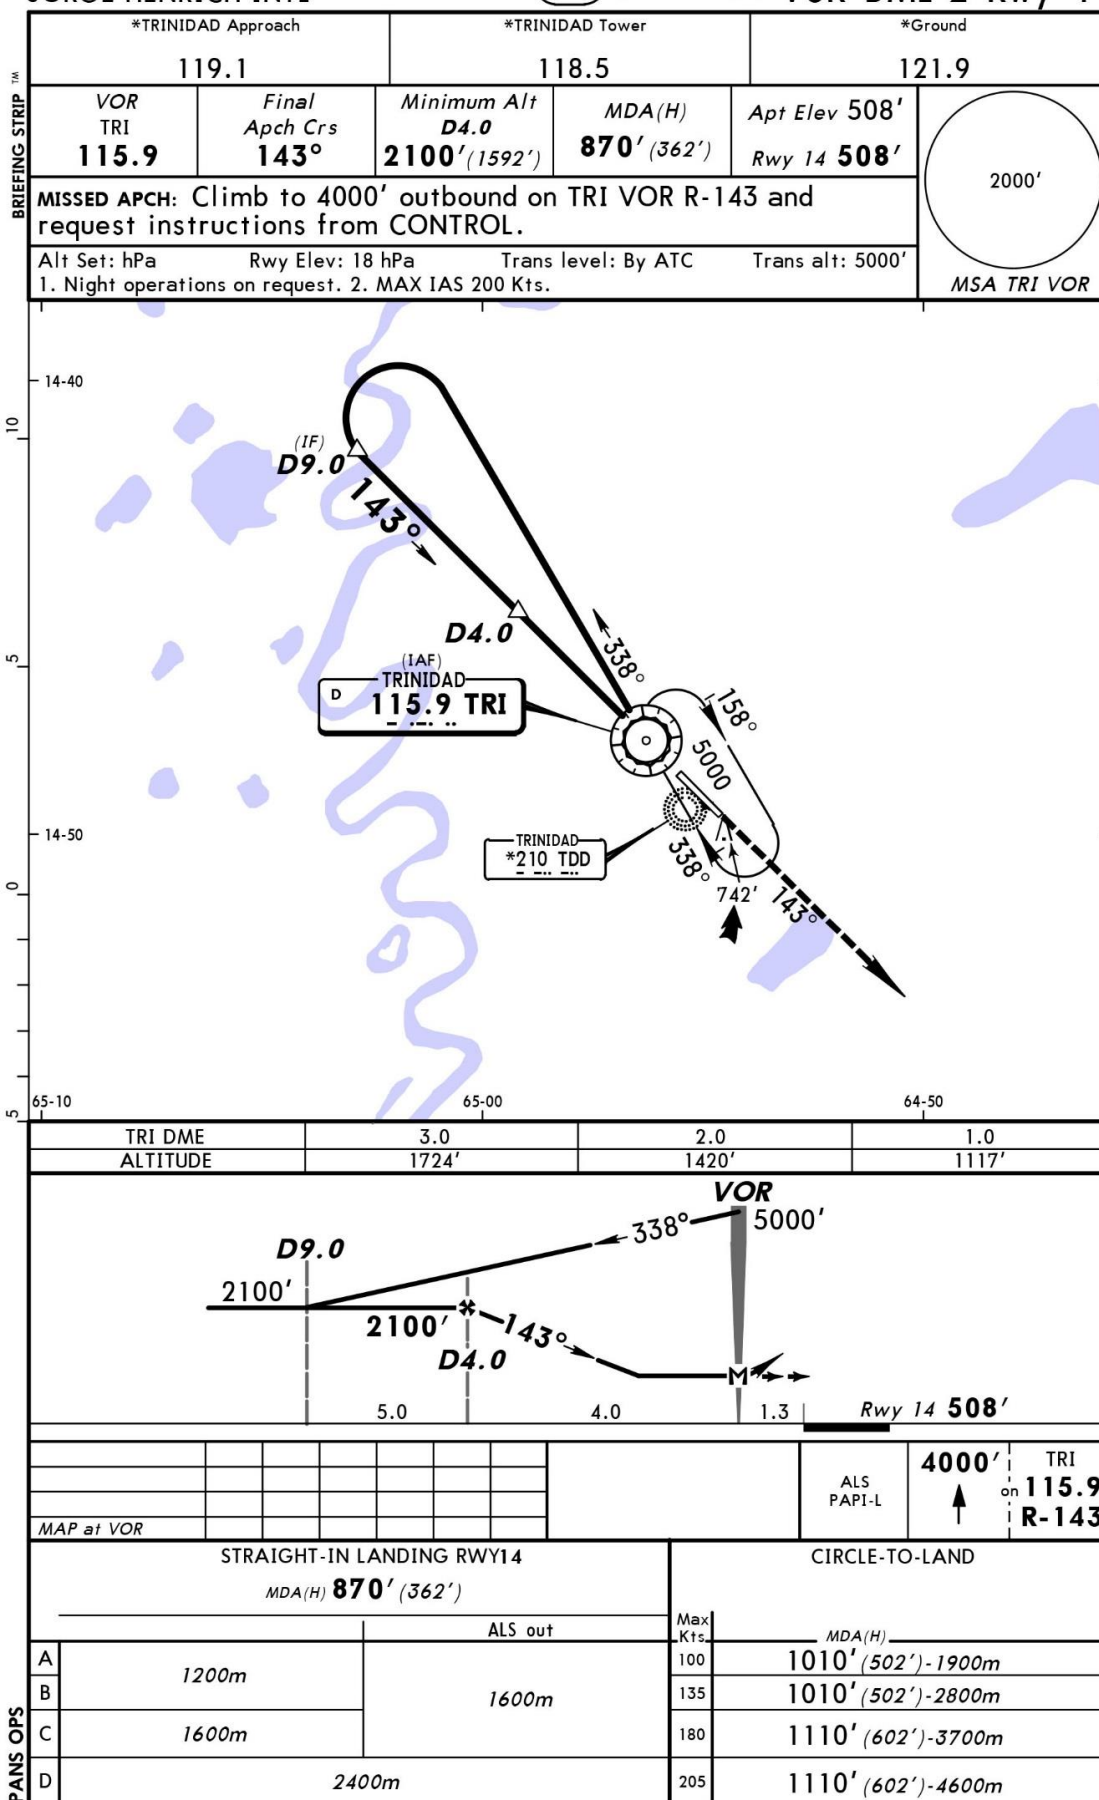 *TRINIDAD Approach
*TRINIDAD Tower
*Ground
119.1
118.5
121.9
BRIEFING STRIP TM
VOR
TRI
115.9
Final
Apch Crs
143°
Minimum Alt
D4.0
2100'(1592')
MDA(H)
870'(362')
Apt Elev 508'
Rwy 14 508'
2000'
MSA TRI VOR
MISSED APCH: Climb to 4000' outbound on TRI VOR R-143 and
request instructions from CONTROL.
Alt Set: hPa Rwy Elev: 18 hPa Trans level: By ATC Trans alt: 5000'
1. Night operations on request. 2. MAX IAS 200 Kts.
14-40
10
(IF)
D9.0
143°
D4.0
5
338°
(IAF)
TRINIDAD
D 115.9 TRI
158°
5000
14-50
TRINIDAD
*210 TDD
338°
742'
143°
0
5
65-10
65-00
64-50
TRI DME 3.0 2.0 1.0
ALTITUDE 1724' 1420' 1117'
VOR
5000'
338°
D9.0
2100'
2100'
143°
D4.0
M
5.0
4.0
1.3
Rwy 14 508'
MAP at VOR
ALS
PAPI-L
4000'
on
TRI
115.9
R-143
STRAIGHT-IN LANDING RWY14
MDA(H) 870'(362')
ALS out
CIRCLE-TO-LAND
Max
Kts
MDA(H)
A
1200m
1600m
100
1010'(502')-1900m
B
135
1010'(502')-2800m
C
1600m
180
1110'(602')-3700m
D
2400m
205
1110'(602')-4600m
PANS OPS